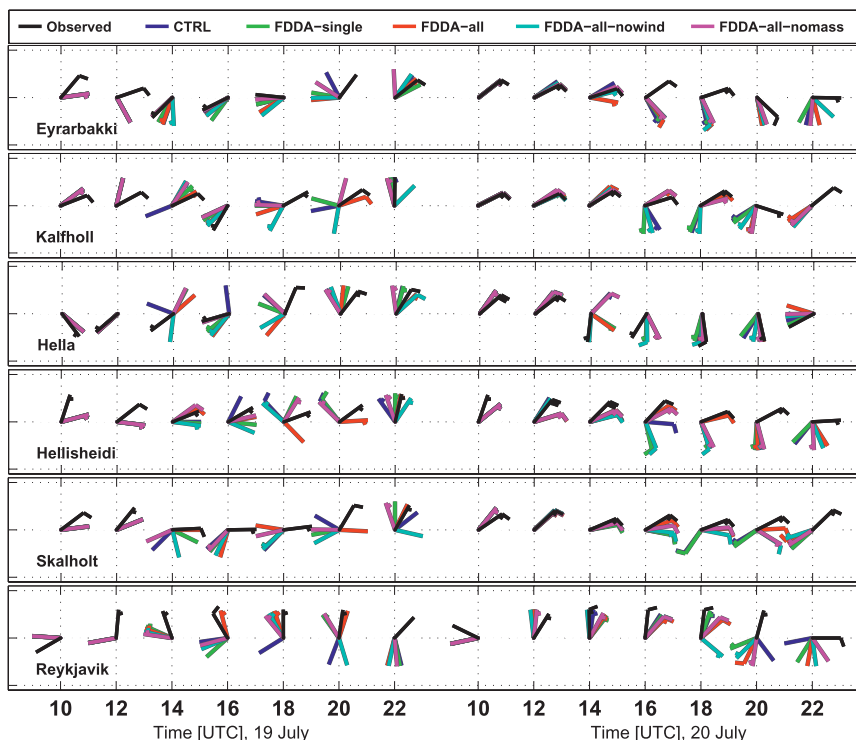 Observed CTRL FDDA−single FDDA−all FDDA−all−nowind FDDA−all−nomass
Eyrarbakki
Kalfholl
Hella
Hellisheidi
Skalholt
Reykjavik
10 12 14 16 18 20 22 10 12 14 16 18 20 22
Time [UTC], 19 July Time [UTC], 20 July